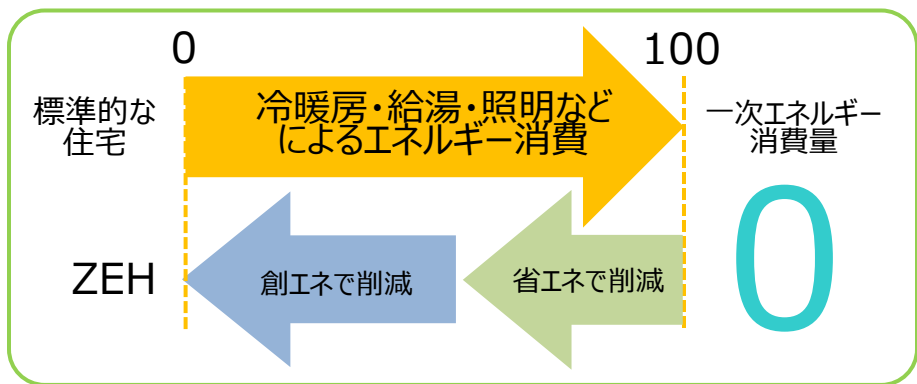 0
100
標準的な
住宅
冷暖房・給湯・照明など
によるエネルギー消費
一次エネルギー
消費量
ZEH
創エネで削減
省エネで削減
0